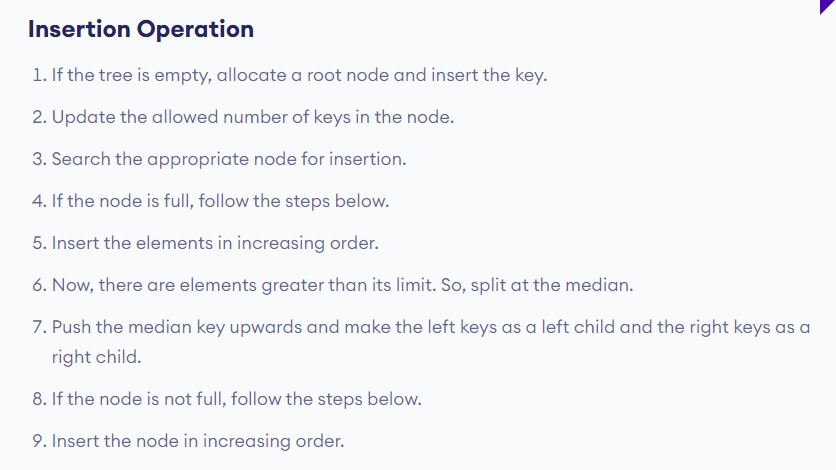 Insertion Operation
1. If the tree is empty, allocate a root node and insert the key.
2. Update the allowed number of keys in the node.
3. Search the appropriate node for insertion.
4. If the node is full, follow the steps below.
5. Insert the elements in increasing order.
6. Now, there are elements greater than its limit. So, split at the median.
7. Push the median key upwards and make the left keys as a left child and the right keys as a
right child.
8. If the node is not full, follow the steps below.
9. Insert the node in increasing order.